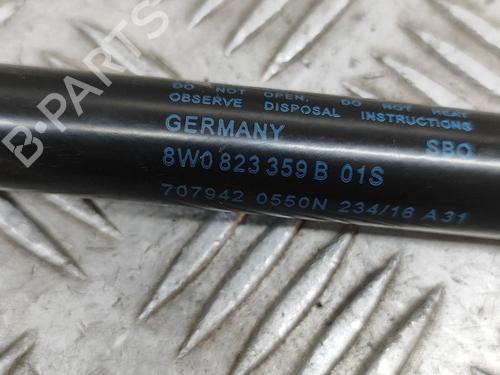 DO NOT OPEN, DO NOT HEAT
OBSERVE DISPOSAL INSTRUCTIONS
GERMANY SBO
8W0 823 359 B 01S
707942 0550N 234/16 A31
B-PARTS